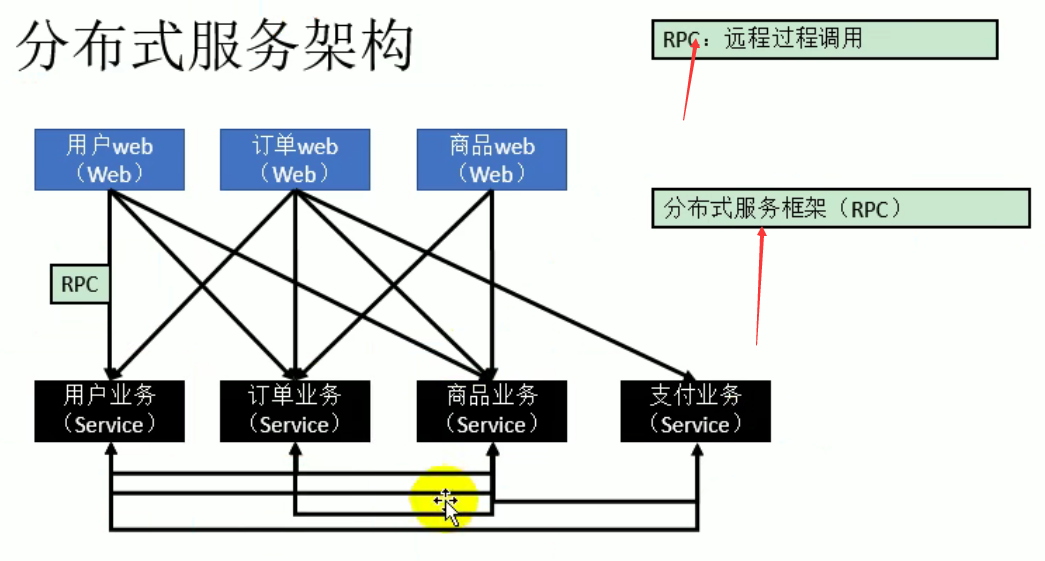 分布式服务架构
RPC：远程过程调用
用户web
（Web）
订单web
（Web）
商品web
（Web）
分布式服务框架（RPC）
RPC
用户业务
（Service）
订单业务
（Service）
商品业务
（Service）
支付业务
（Service）